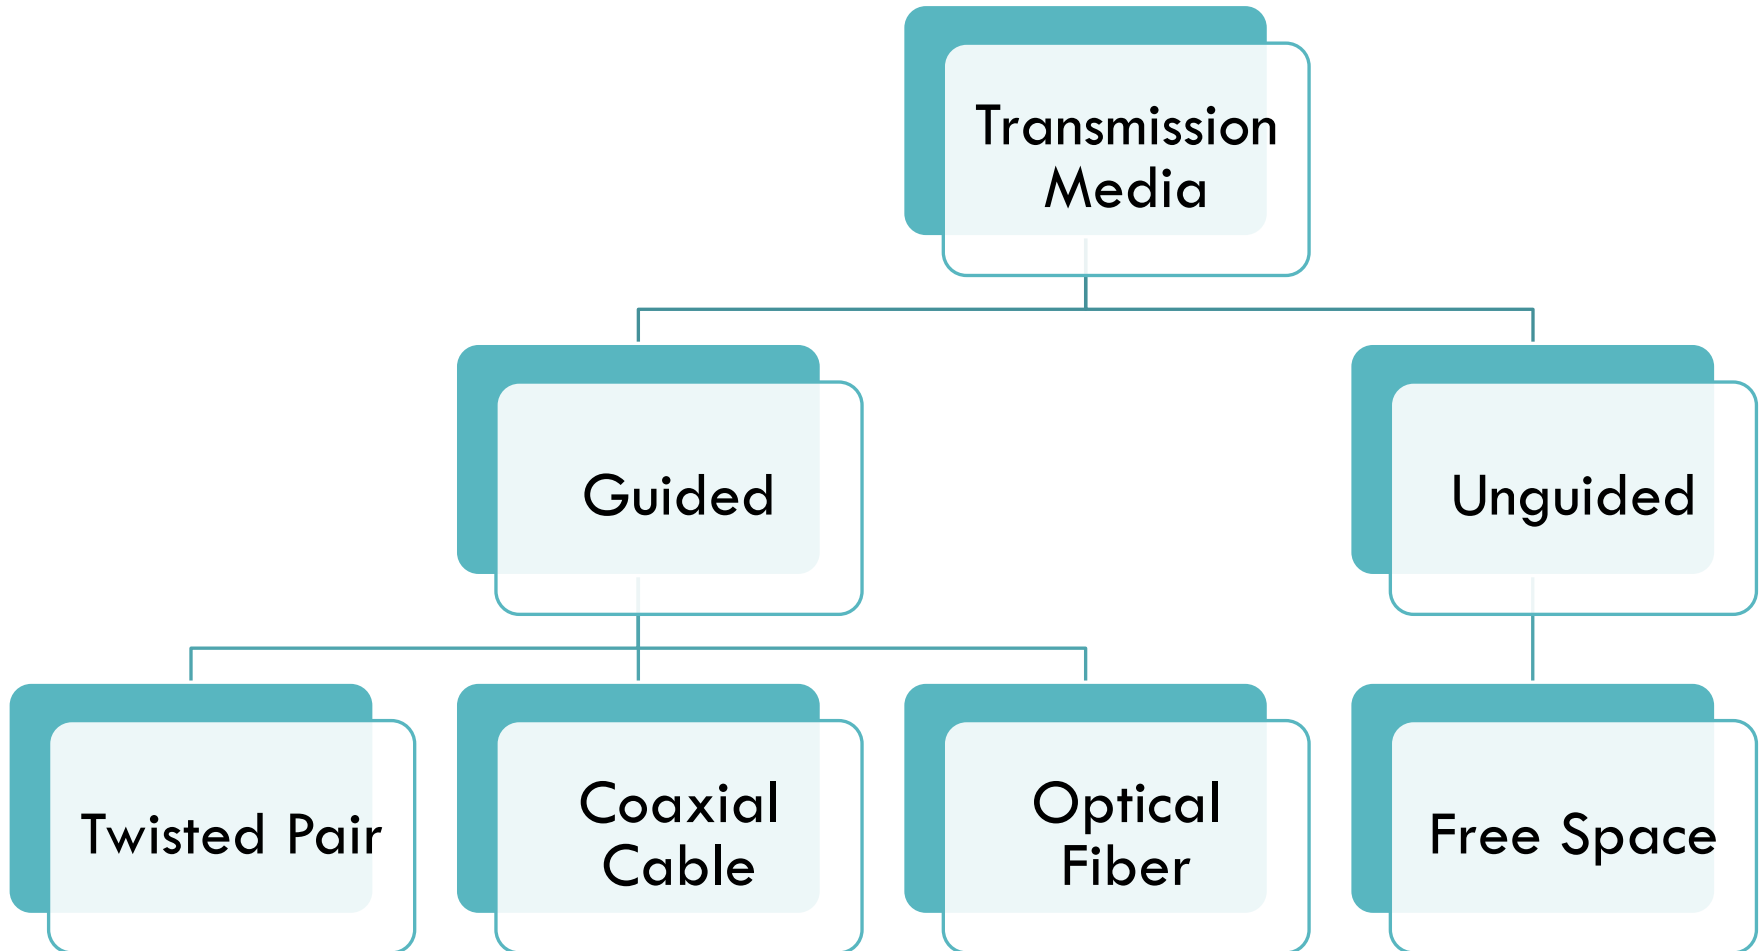 Transmission
Media
Guided
Unguided
Twisted Pair
Coaxial
Cable
Optical
Fiber
Free Space